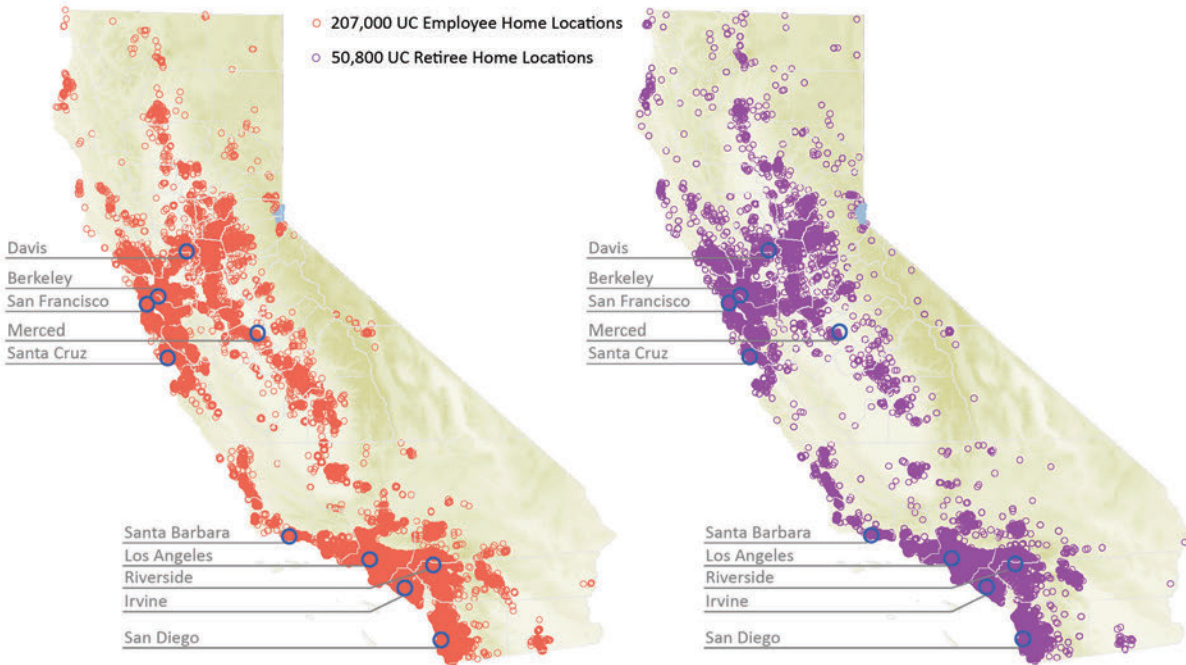 207,000 UC Employee Home Locations
50,800 UC Retiree Home Locations
Davis
Berkeley
San Francisco
Merced
Santa Cruz
Santa Barbara
Los Angeles
Riverside
Irvine
San Diego
Davis
Berkeley
San Francisco
Merced
Santa Cruz
Santa Barbara
Los Angeles
Riverside
Irvine
San Diego